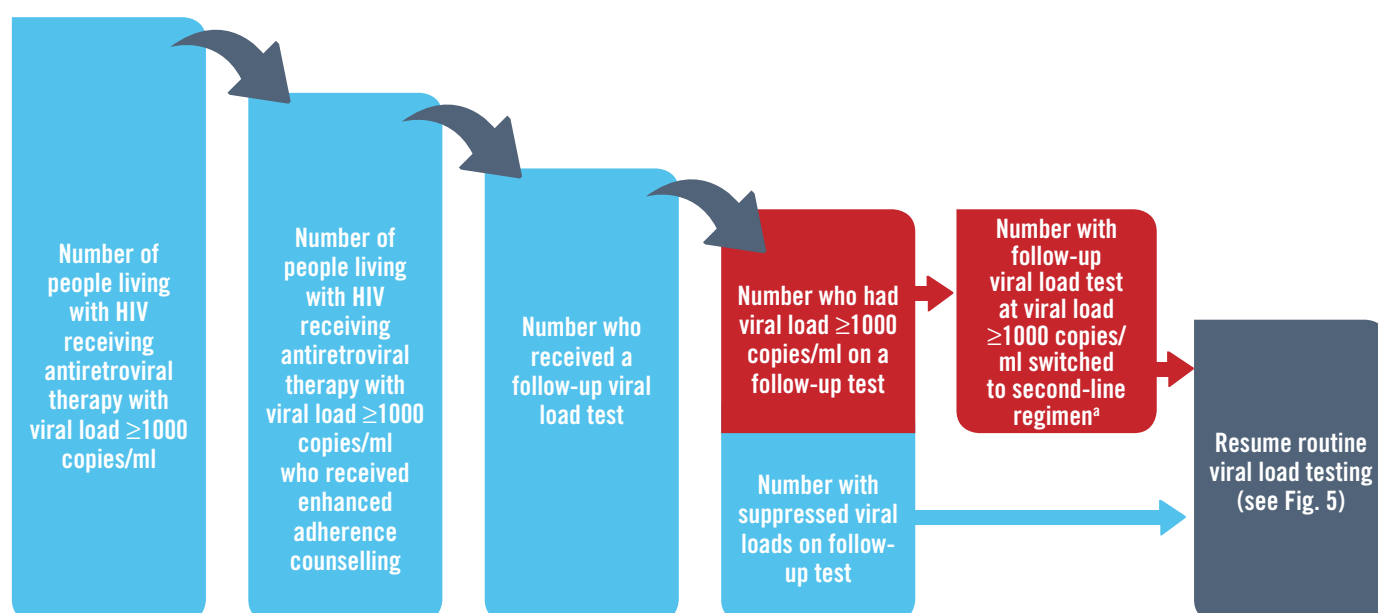 Number of
people living
with HIV
receiving
antiretroviral
therapy with
viral load ≥1000
copies/ml
Number of
people living
with HIV
receiving
antiretroviral
therapy with
viral load ≥1000
copies/ml
who received
enhanced
adherence
counselling
Number who
received a
follow-up viral
load test
Number who had
viral load ≥1000
copies/ml on a
follow-up test
Number with
suppressed viral
loads on follow-
up test
Number with
follow-up
viral load test
at viral load
≥1000 copies/
ml switched
to second-line
regimenᵃ
Resume routine
viral load testing
(see Fig. 5)